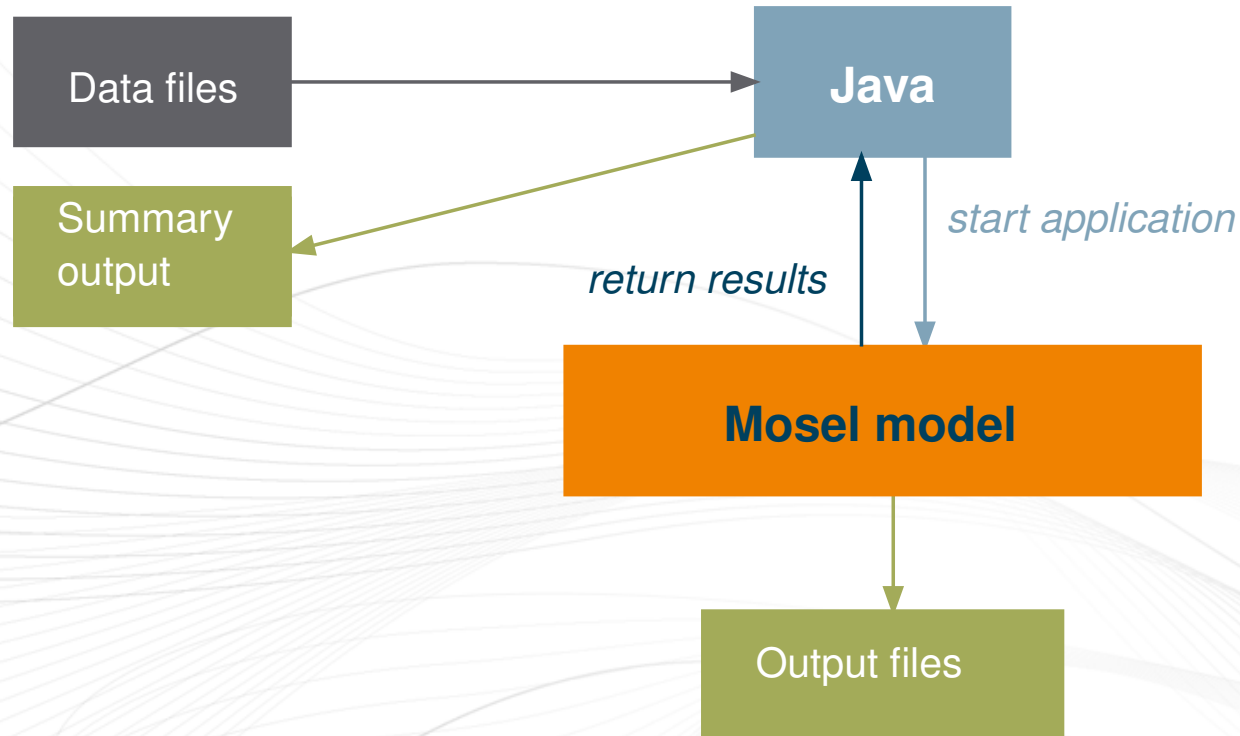 Data files
Java
Summary
output
start application
return results
Mosel model
Output files